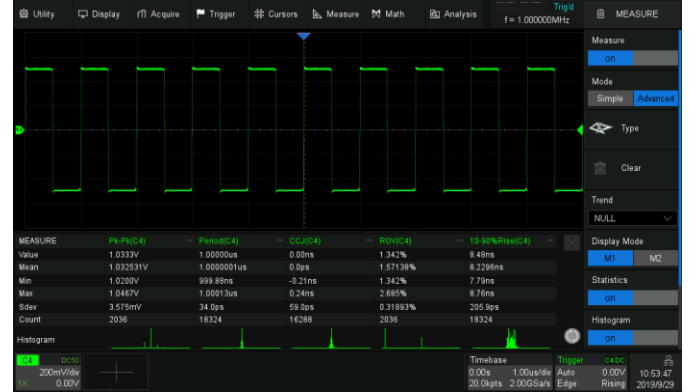 Utility Display Acquire Trigger Cursors Measure Math Analysis Trig'd f = 1.000000MHz MEASURE
Measure
on
Mode
Simple Advanced
Type
Clear
Trend
NULL
MEASURE Pk-Pk(C4) Period(C4) CCJ(C4) ROV(C4) 10-90%Rise(C4)
Value 1.0333V 1.00000us 0.00ns 1.342% 8.48ns
Mean 1.032531V 1.0000001us 0.0ps 1.57138% 8.2296ns
Min 1.0200V 999.88ns -0.21ns 1.342% 7.79ns
Max 1.0467V 1.00013us 0.24ns 2.685% 8.76ns
Sdev 3.575mV 34.0ps 59.0ps 0.31893% 205.9ps
Count 2036 18324 16288 2036 18324
Histogram
Display Mode
M1 M2
Statistics
on
Histogram
on
C4 DC50
200mV/div
1X 0.00V
Timebase
0.00s 1.00us/div
20.0kpts 2.00GSa/s
Trigger C4 DC
Auto 0.00V
Edge Rising
10:53:47
2019/9/29